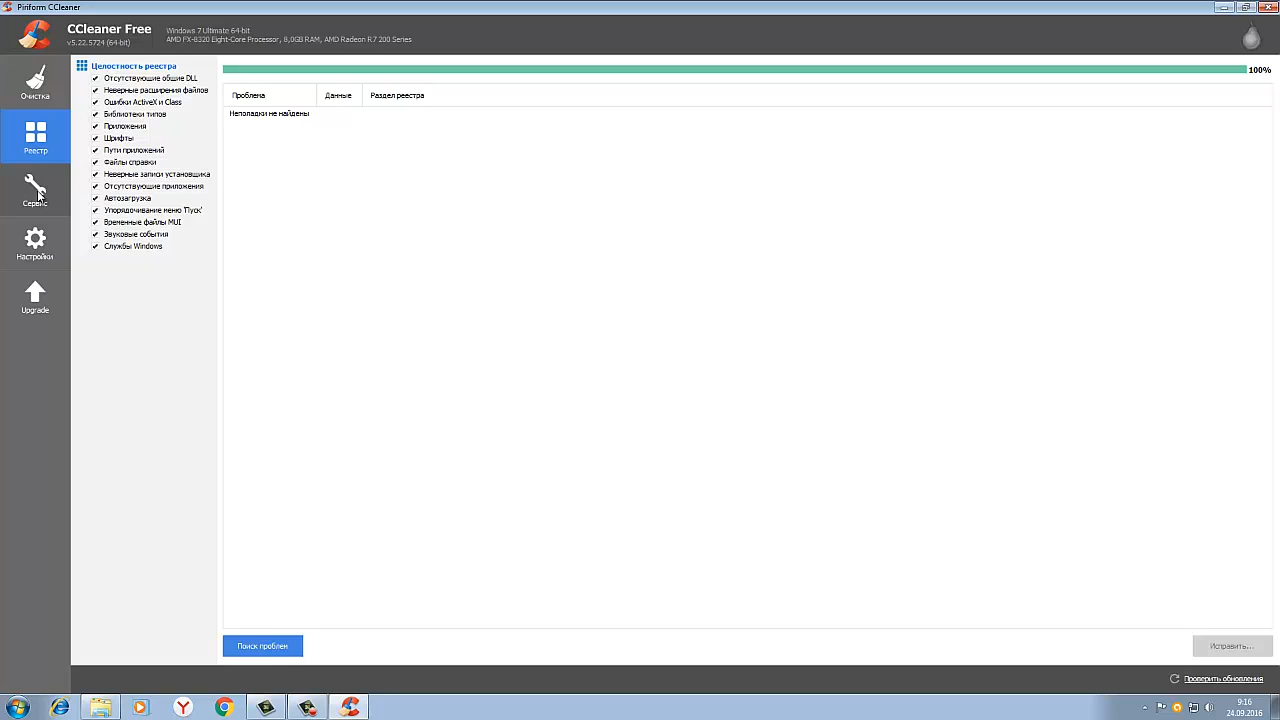 Piriform CCleaner
CCleaner Free
v5.22.5724 (64-bit)
Windows 7 Ultimate 64-bit
AMD FX-8320 Eight-Core Processor, 8,0GB RAM, AMD Radeon R7 200 Series
Очистка
Реестр
Сервис
Настройки
Upgrade
Целостность реестра
Отсутствующие общие DLL
Неверные расширения файлов
Ошибки ActiveX и Class
Библиотеки типов
Приложения
Шрифты
Пути приложений
Файлы справки
Неверные записи установщика
Отсутствующие приложения
Автозагрузка
Упорядочивание меню 'Пуск'
Временные файлы MUI
Звуковые события
Службы Windows
100%
Проблема Данные Раздел реестра
Неполадки не найдены
Поиск проблем
Исправить...
Проверить обновления
9:16
24.09.2016